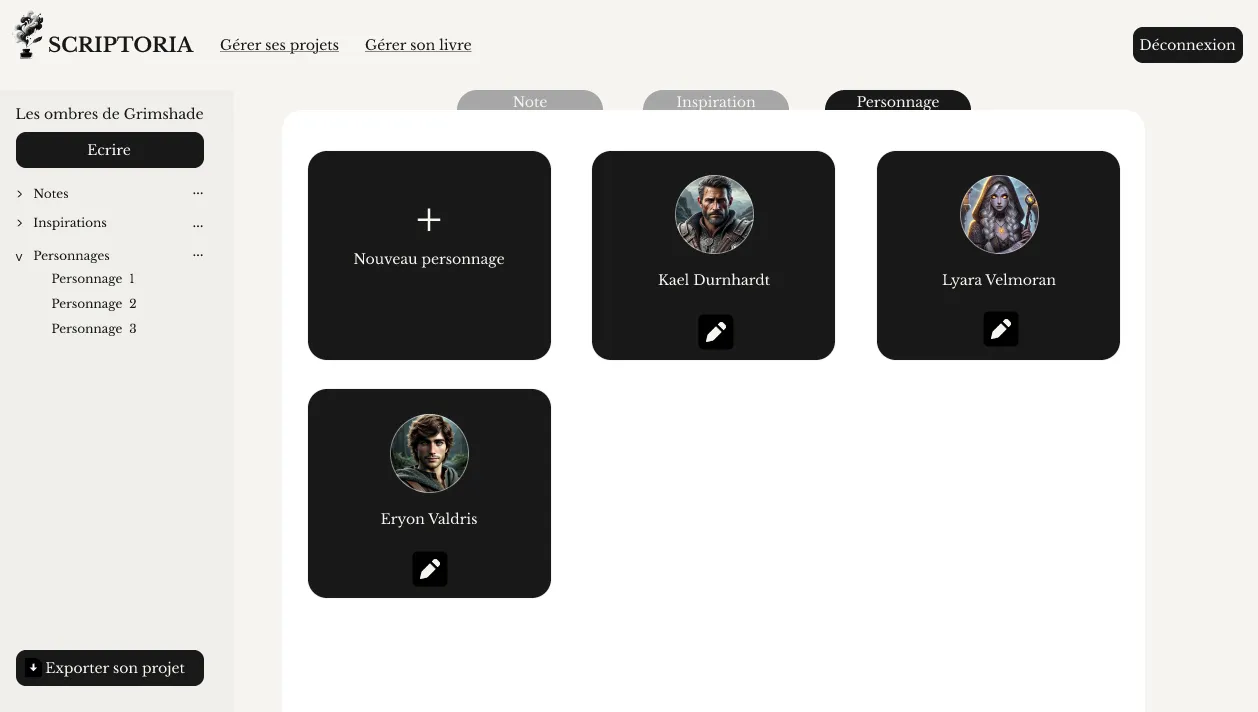 SCRIPTORIA
Gérer ses projets
Gérer son livre
Déconnexion
Les ombres de Grimshade
Ecrire
> Notes ...
> Inspirations ...
v Personnages ...
Personnage 1
Personnage 2
Personnage 3
Exporter son projet
Note
Inspiration
Personnage
+
Nouveau personnage
Kael Durnhardt
Lyara Velmoran
Eryon Valdris